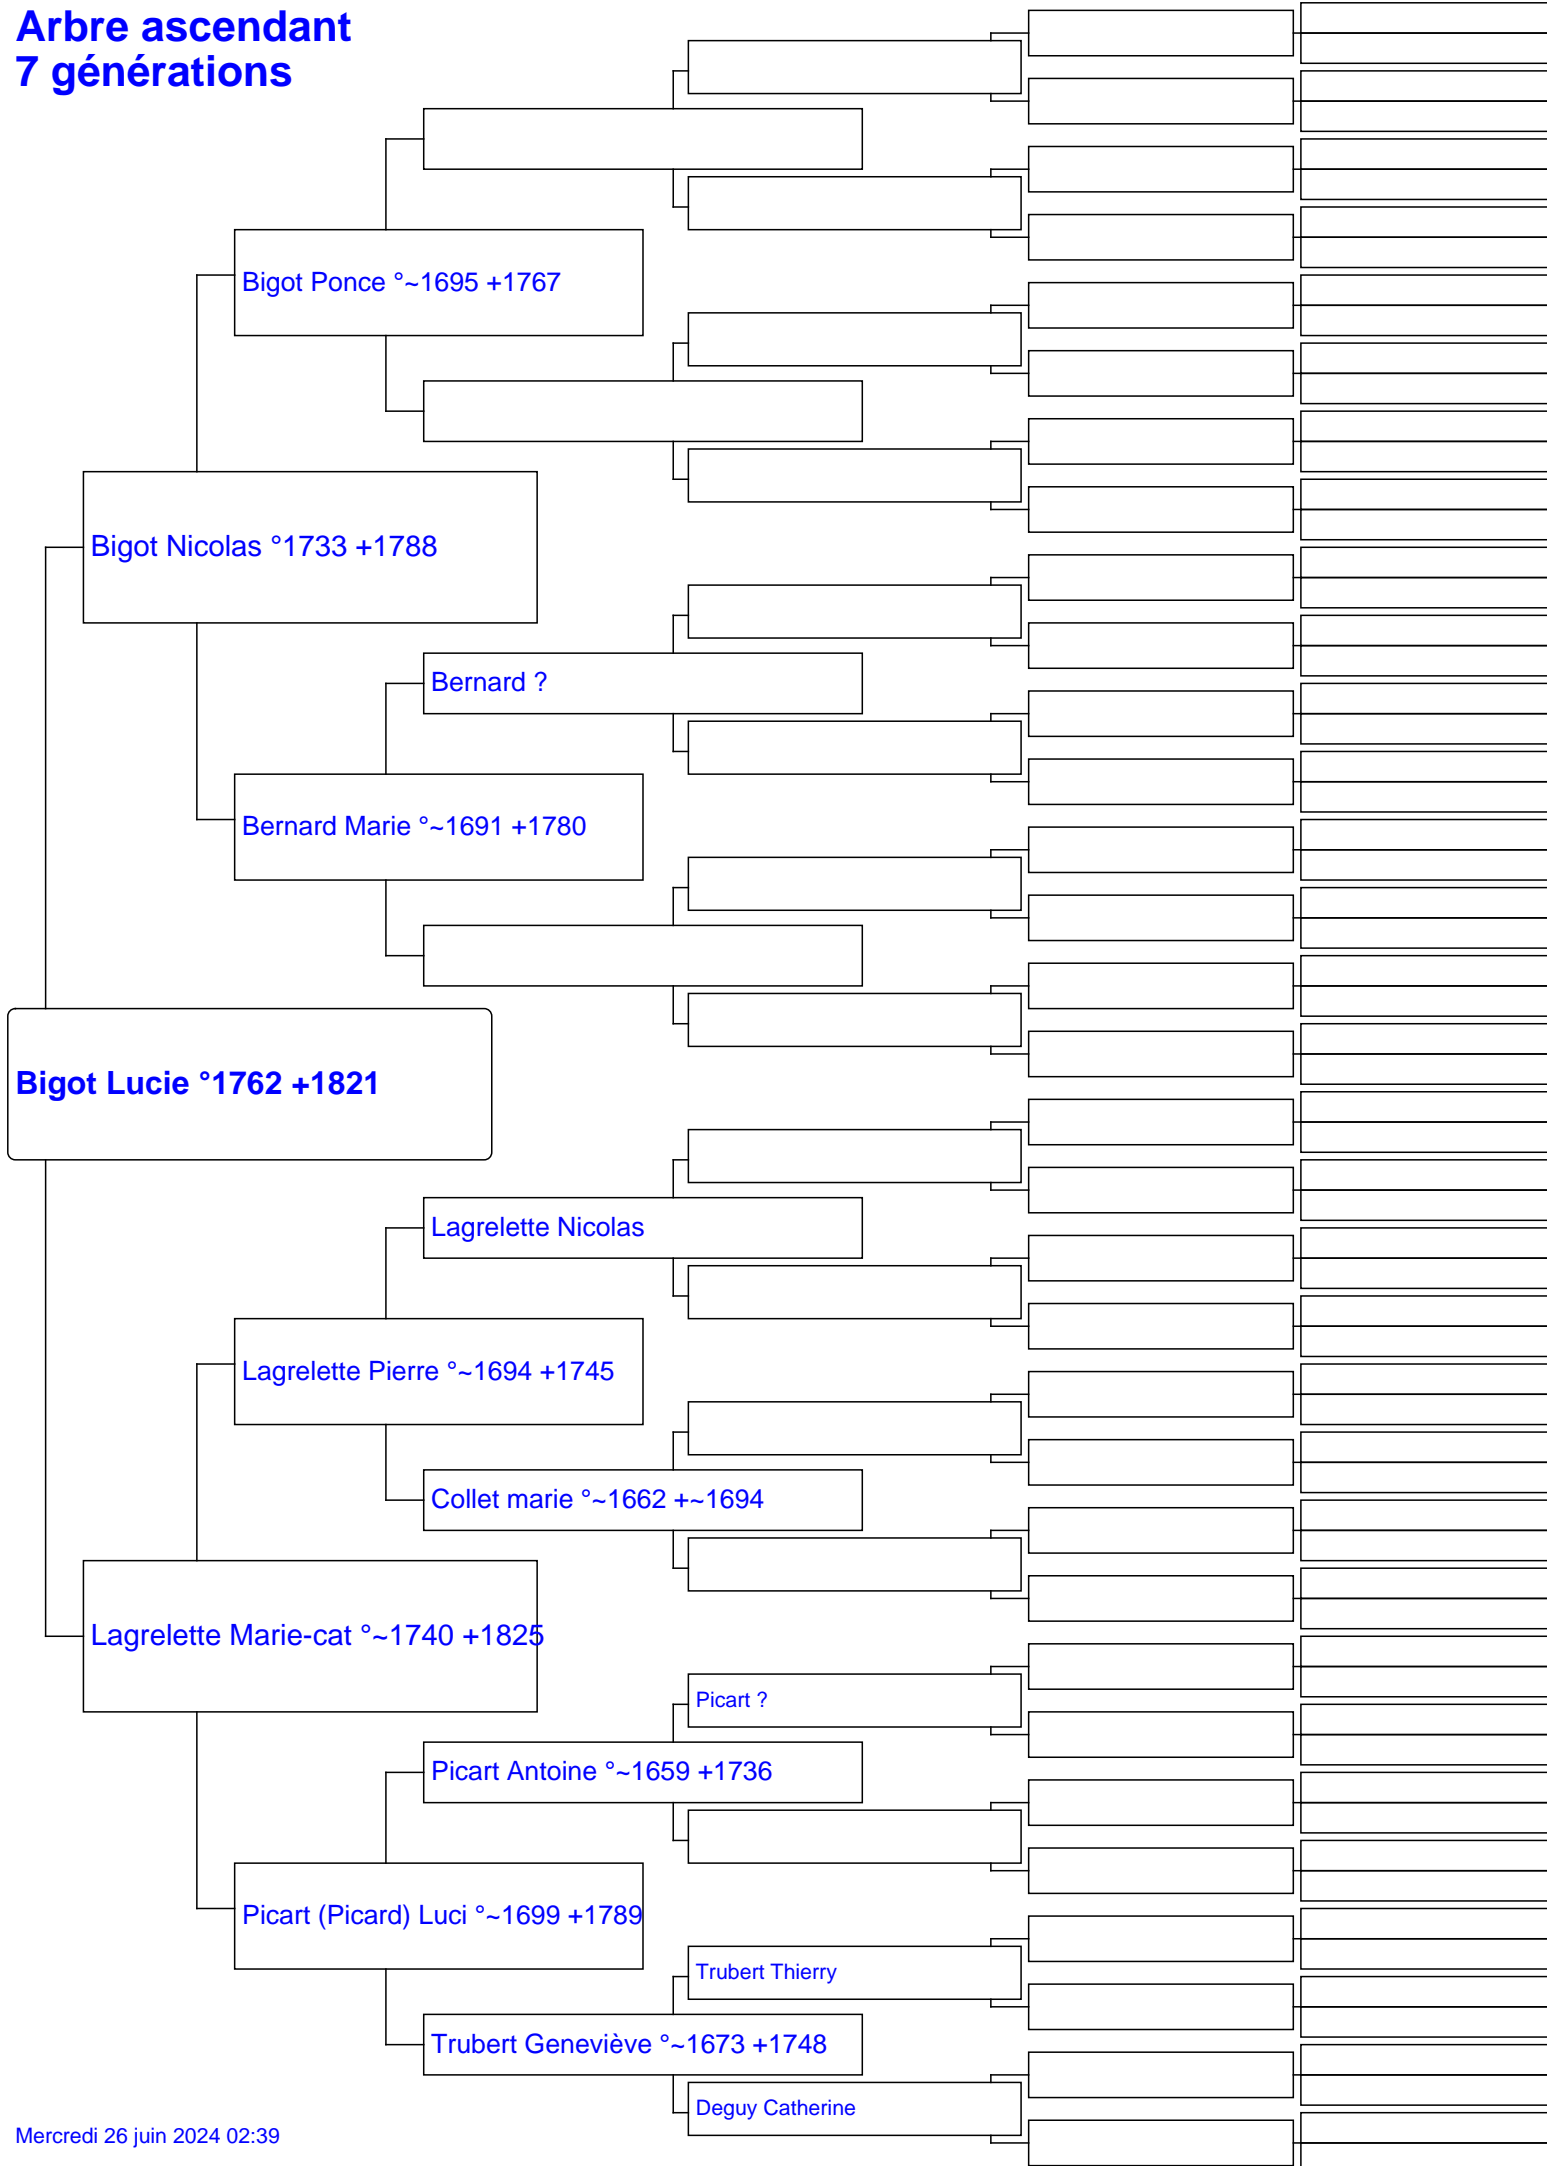 Arbre ascendant
7 générations
Bigot Ponce °~1695 +1767
Bigot Nicolas °1733 +1788
Bernard ?
Bernard Marie °~1691 +1780
Bigot Lucie °1762 +1821
Lagrelette Nicolas
Lagrelette Pierre °~1694 +1745
Collet marie °~1662 +~1694
Lagrelette Marie-cat °~1740 +1825
Picart ?
Picart Antoine °~1659 +1736
Picart (Picard) Luci °~1699 +1789
Trubert Thierry
Trubert Geneviève °~1673 +1748
Deguy Catherine
Mercredi 26 juin 2024 02:39